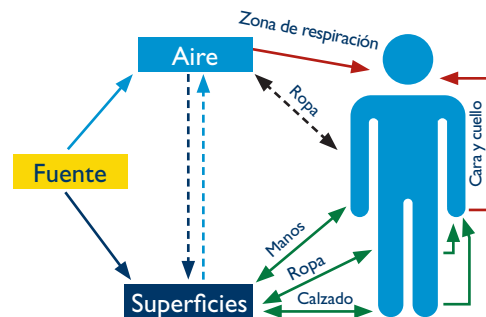 Zona de respiración
Aire
Ropa
Cara y cuello
Fuente
Manos
Ropa
Superficies
Calzado